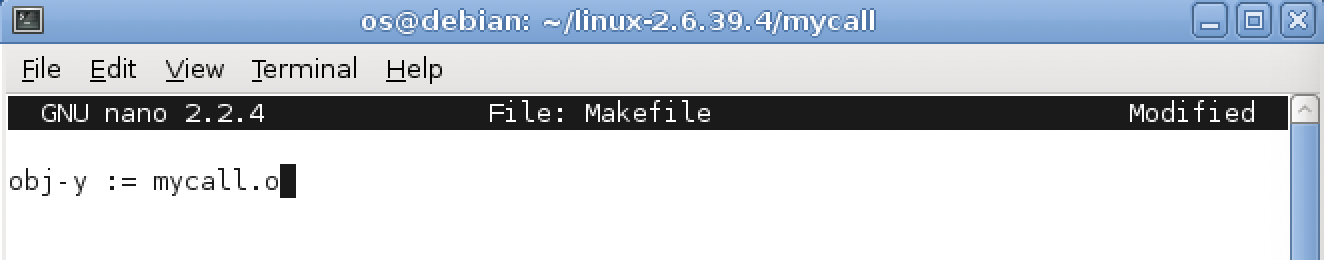 os@debian: ~/linux-2.6.39.4/mycall
File Edit View Terminal Help
GNU nano 2.2.4 File: Makefile Modified
obj-y := mycall.o